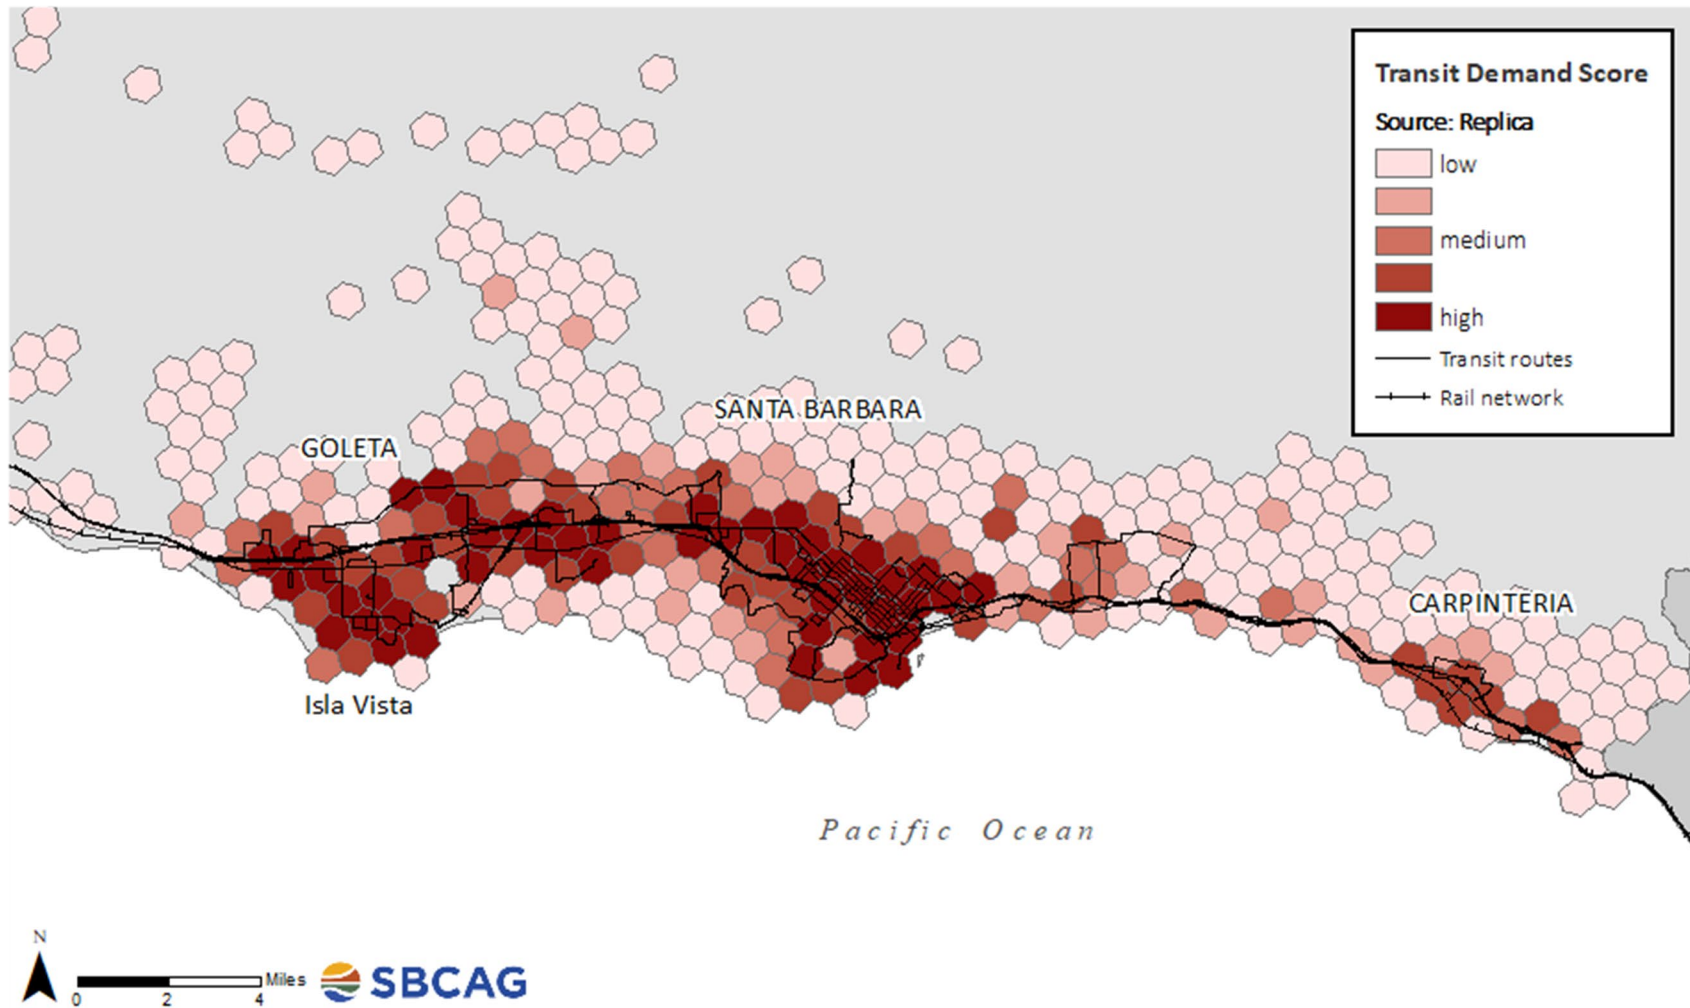 Transit Demand Score
Source: Replica
low
medium
high
Transit routes
Rail network
SANTA BARBARA
GOLETA
CARPINTERIA
Isla Vista
Pacific Ocean
N
0 2 4 Miles
SBCAG